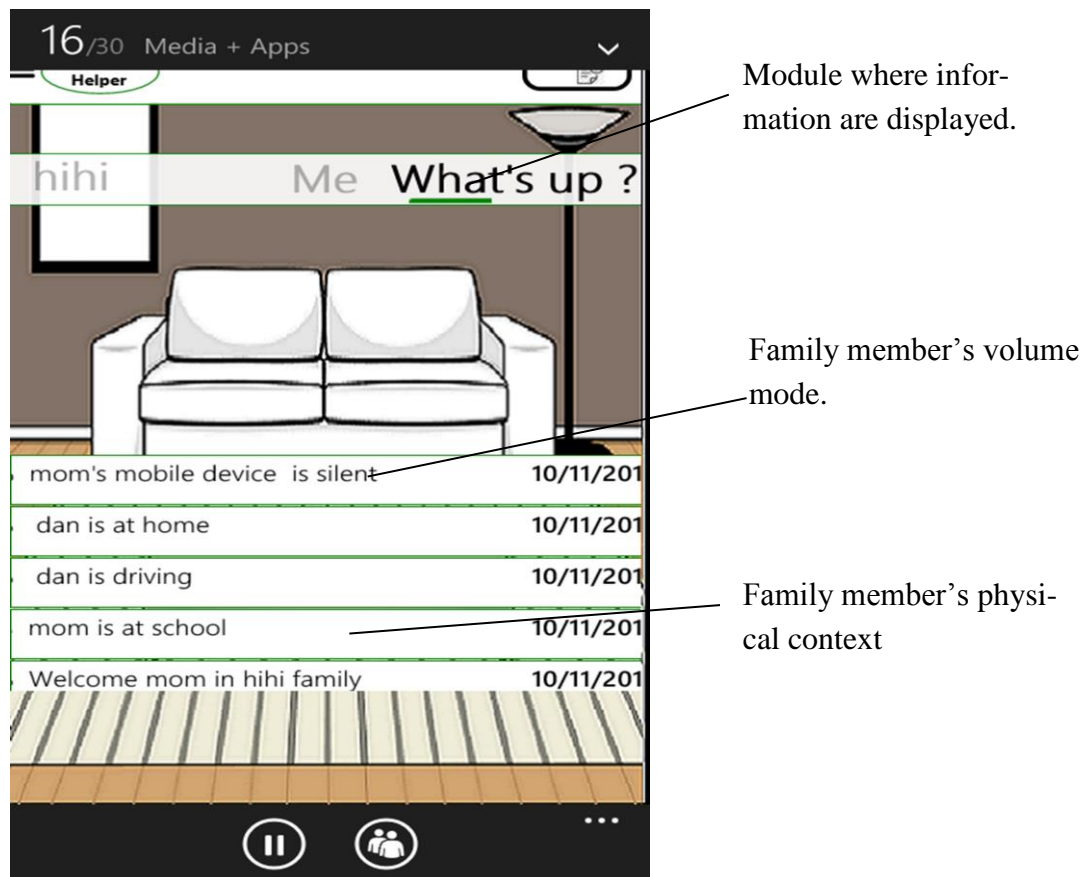 16/30 Media + Apps
Helper
hihi Me What's up ?
mom's mobile device is silent 10/11/201
dan is at home 10/11/201
dan is driving 10/11/201
mom is at school 10/11/201
Welcome mom in hihi family 10/11/201
Module where infor-
mation are displayed.
Family member’s volume
mode.
Family member’s physi-
cal context